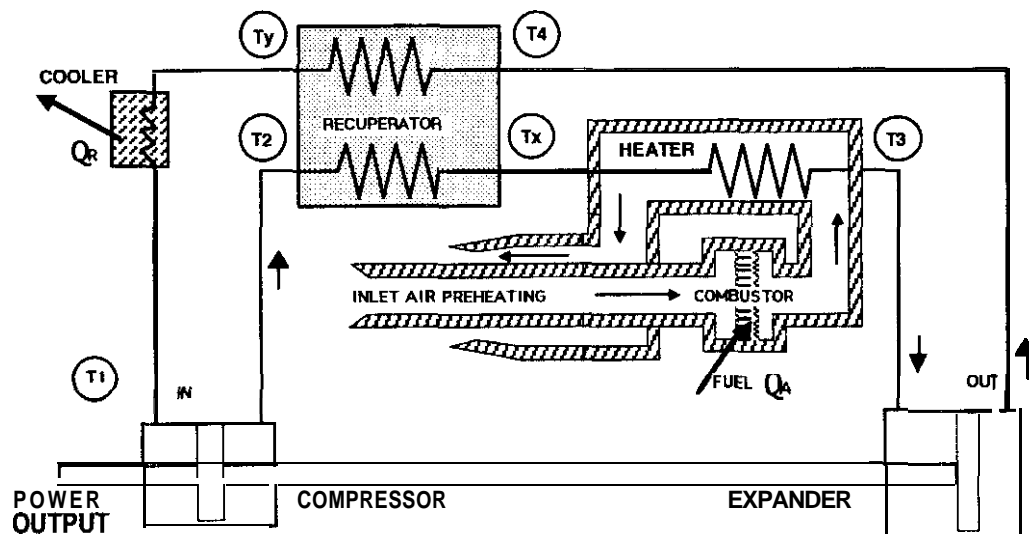 Ty
T4
COOLER
QR
RECUPERATOR
T2
Tx
HEATER
T3
INLET AIR PREHEATING
COMBUSTOR
FUEL QA
T1
IN
OUT
POWER
OUTPUT
COMPRESSOR
EXPANDER